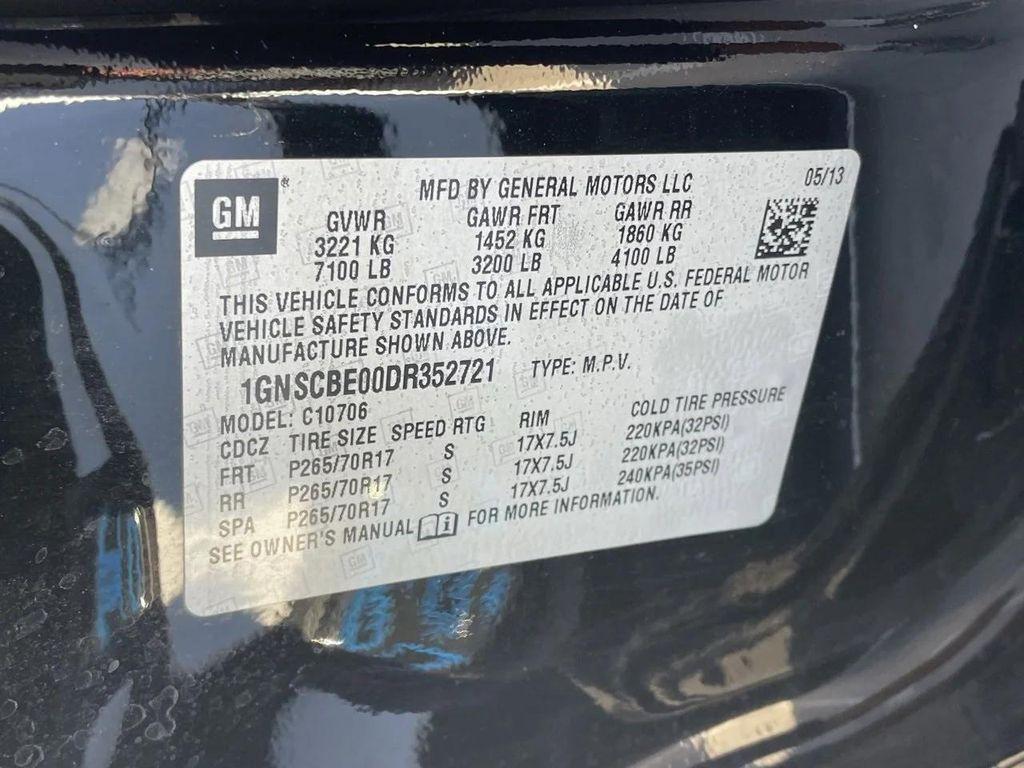 GM
®
MFD BY GENERAL MOTORS LLC
05/13
GVWR GAWR FRT GAWR RR
3221 KG 1452 KG 1860 KG
7100 LB 3200 LB 4100 LB
THIS VEHICLE CONFORMS TO ALL APPLICABLE U.S. FEDERAL MOTOR
VEHICLE SAFETY STANDARDS IN EFFECT ON THE DATE OF
MANUFACTURE SHOWN ABOVE.
1GNSCBE00DR352721 TYPE: M.P.V.
MODEL: C10706
CDCZ TIRE SIZE SPEED RTG RIM COLD TIRE PRESSURE
FRT P265/70R17 S 17X7.5J 220KPA(32PSI)
RR P265/70R17 S 17X7.5J 220KPA(32PSI)
SPA P265/70R17 S 17X7.5J 240KPA(35PSI)
SEE OWNER'S MANUAL FOR MORE INFORMATION.